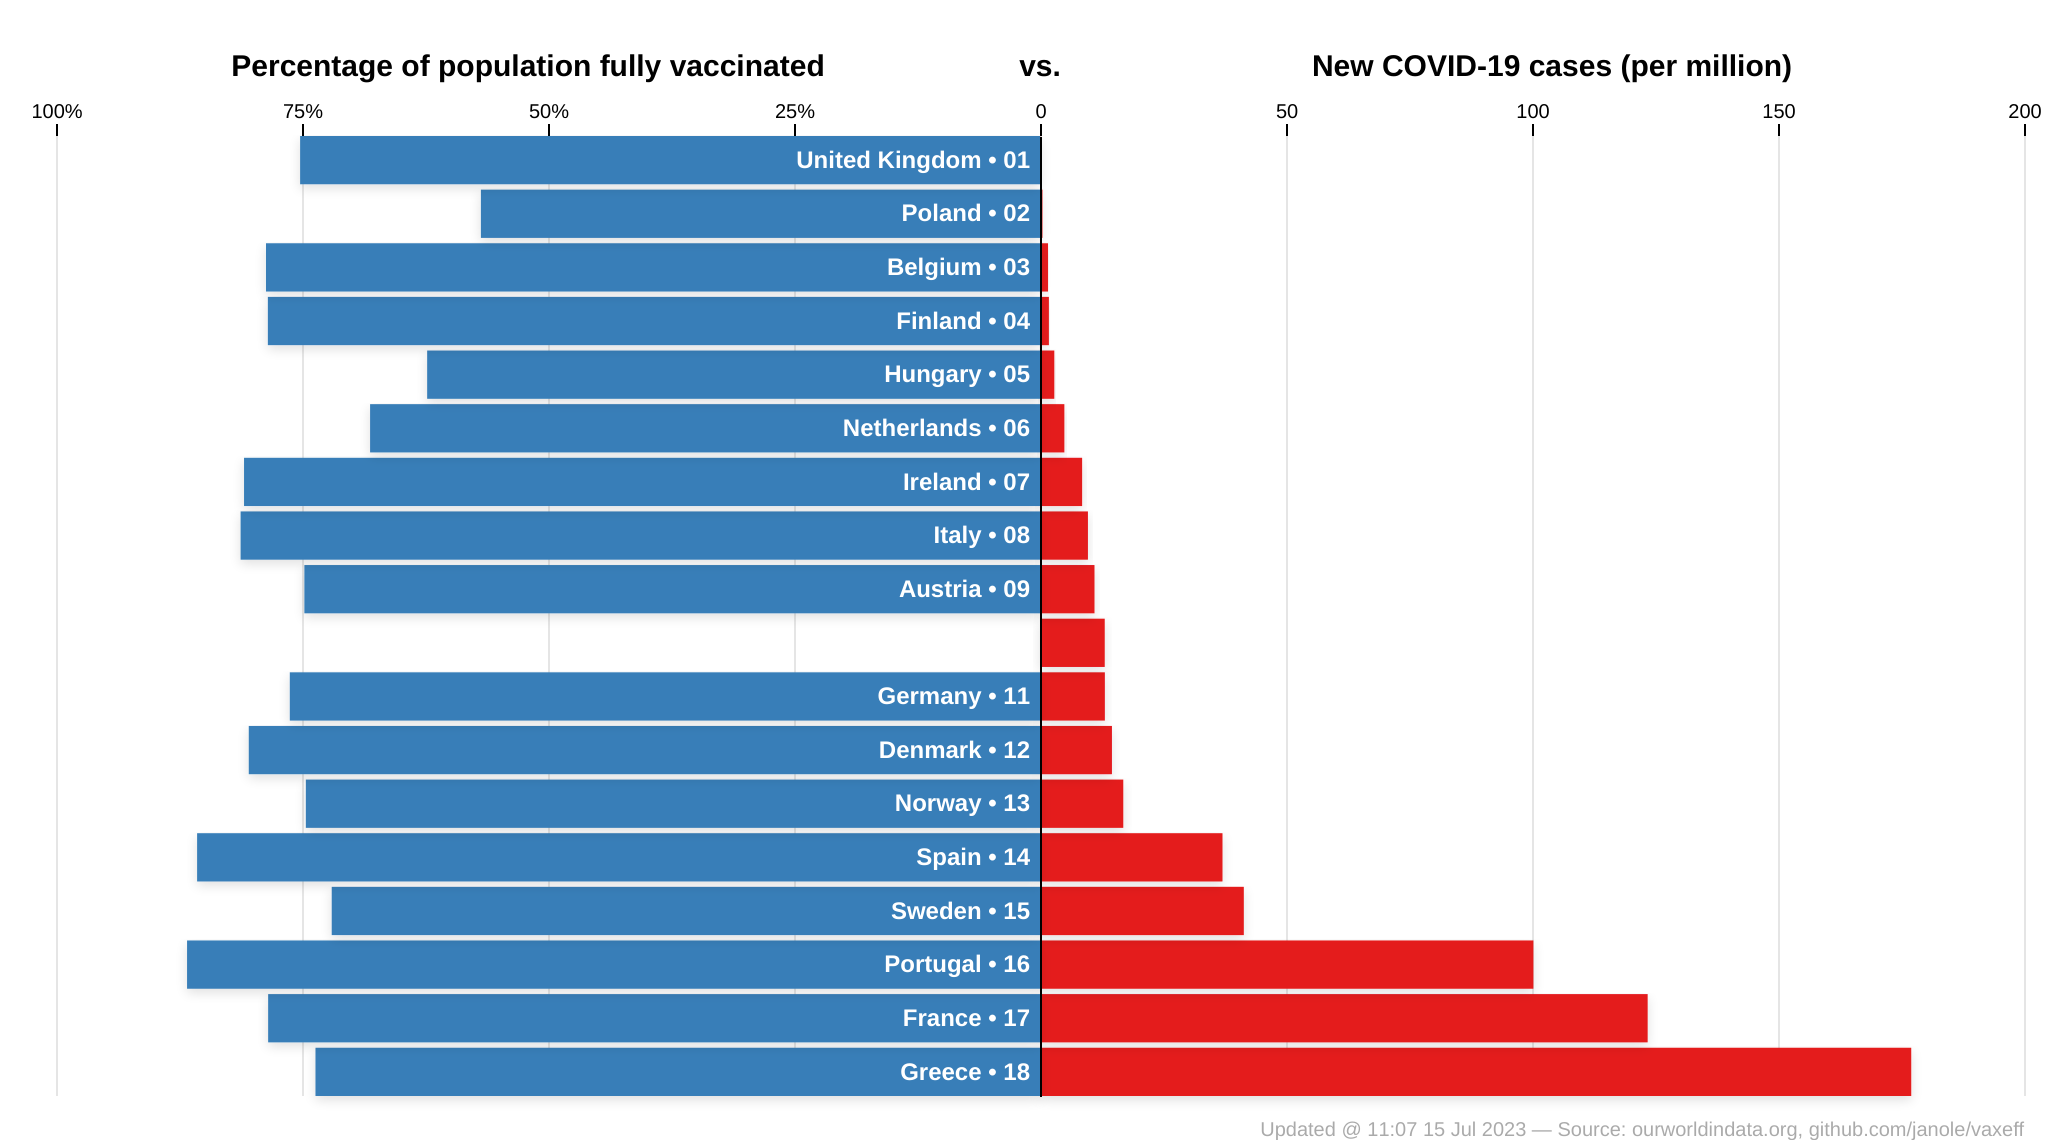 Percentage of population fully vaccinated vs. New COVID-19 cases (per million)
100% 75% 50% 25% 0 50 100 150 200
United Kingdom • 01
Poland • 02
Belgium • 03
Finland • 04
Hungary • 05
Netherlands • 06
Ireland • 07
Italy • 08
Austria • 09
Germany • 11
Denmark • 12
Norway • 13
Spain • 14
Sweden • 15
Portugal • 16
France • 17
Greece • 18
Updated @ 11:07 15 Jul 2023 — Source: ourworldindata.org, github.com/janole/vaxeff